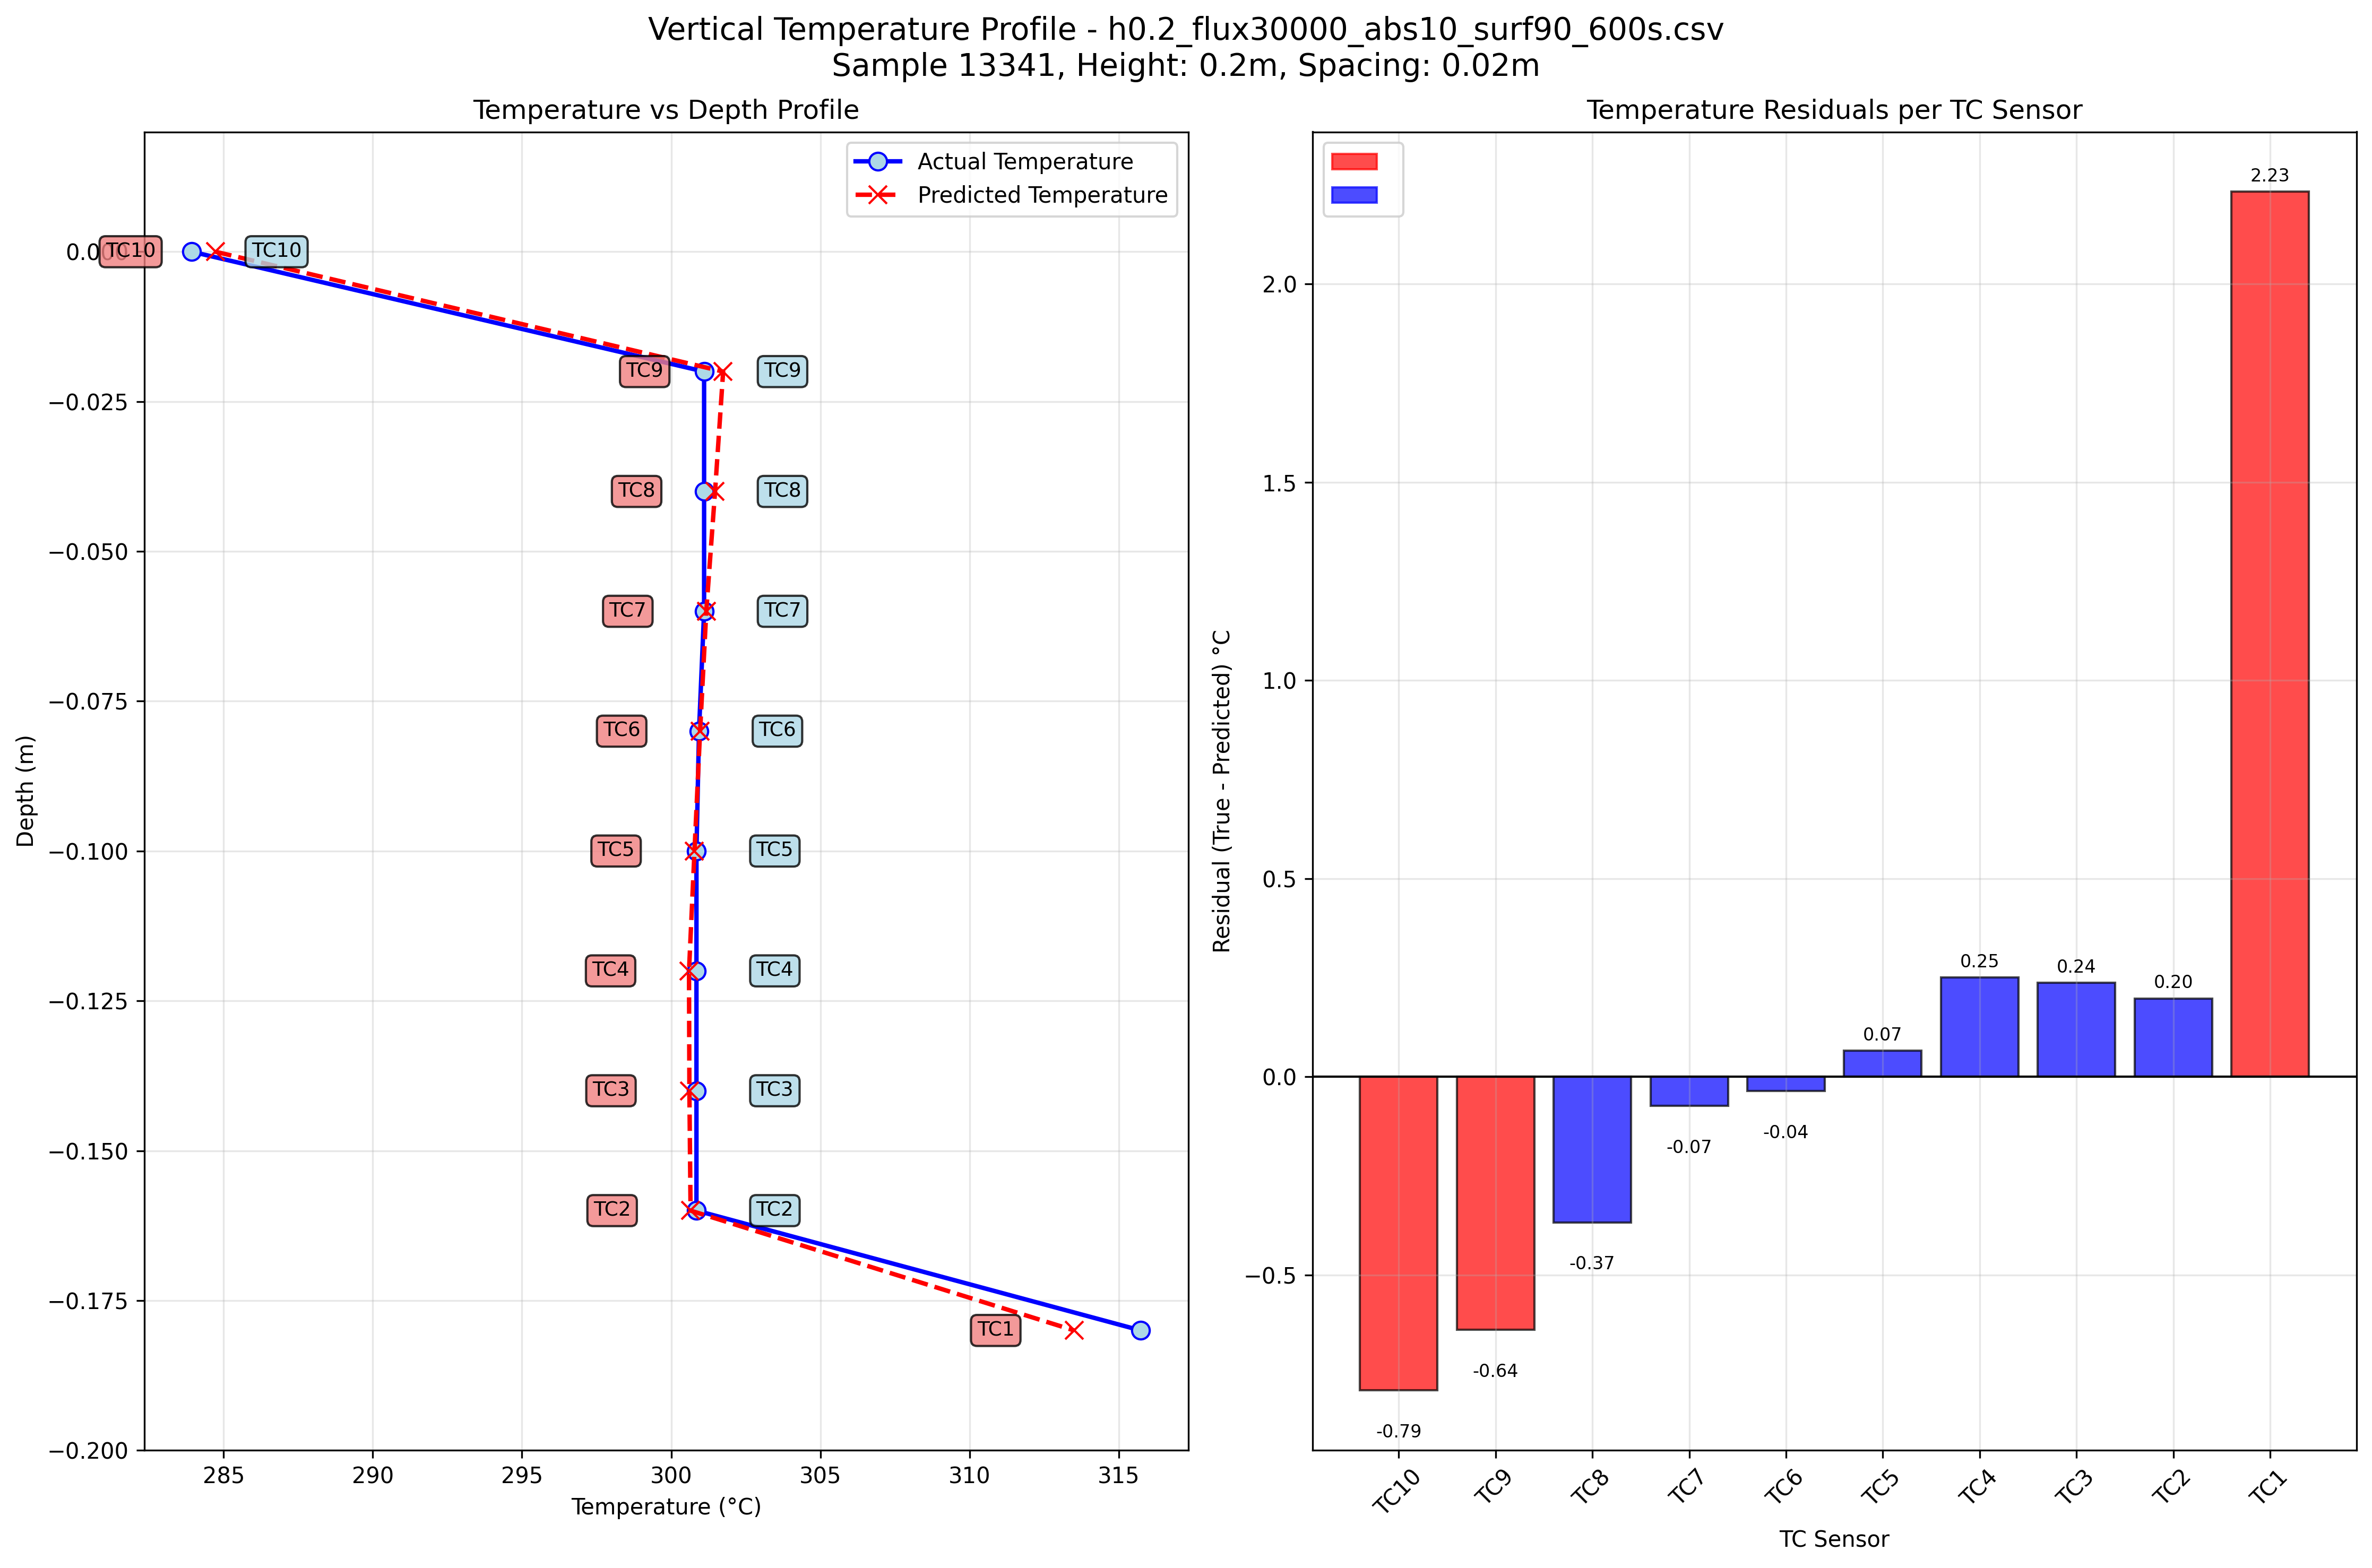 Vertical Temperature Profile - h0.2_flux30000_abs10_surf90_600s.csv
Sample 13341, Height: 0.2m, Spacing: 0.02m
Temperature vs Depth Profile
Actual Temperature
Predicted Temperature
TC10
TC10
TC9
TC9
−0.025
TC8
TC8
−0.050
TC7
TC7
−0.075
TC6
TC6
−0.100
TC5
TC5
TC4
TC4
−0.125
TC3
TC3
−0.150
TC2
TC2
−0.175
TC1
−0.200
285 290 295 300 305 310 315
Temperature (°C)
Depth (m)
Temperature Residuals per TC Sensor
2.23
2.0
1.5
1.0
0.5
0.25
0.24
0.20
0.07
0.0
-0.04
-0.07
-0.37
−0.5
-0.64
-0.79
TC10 TC9 TC8 TC7 TC6 TC5 TC4 TC3 TC2 TC1
TC Sensor
Residual (True - Predicted) °C